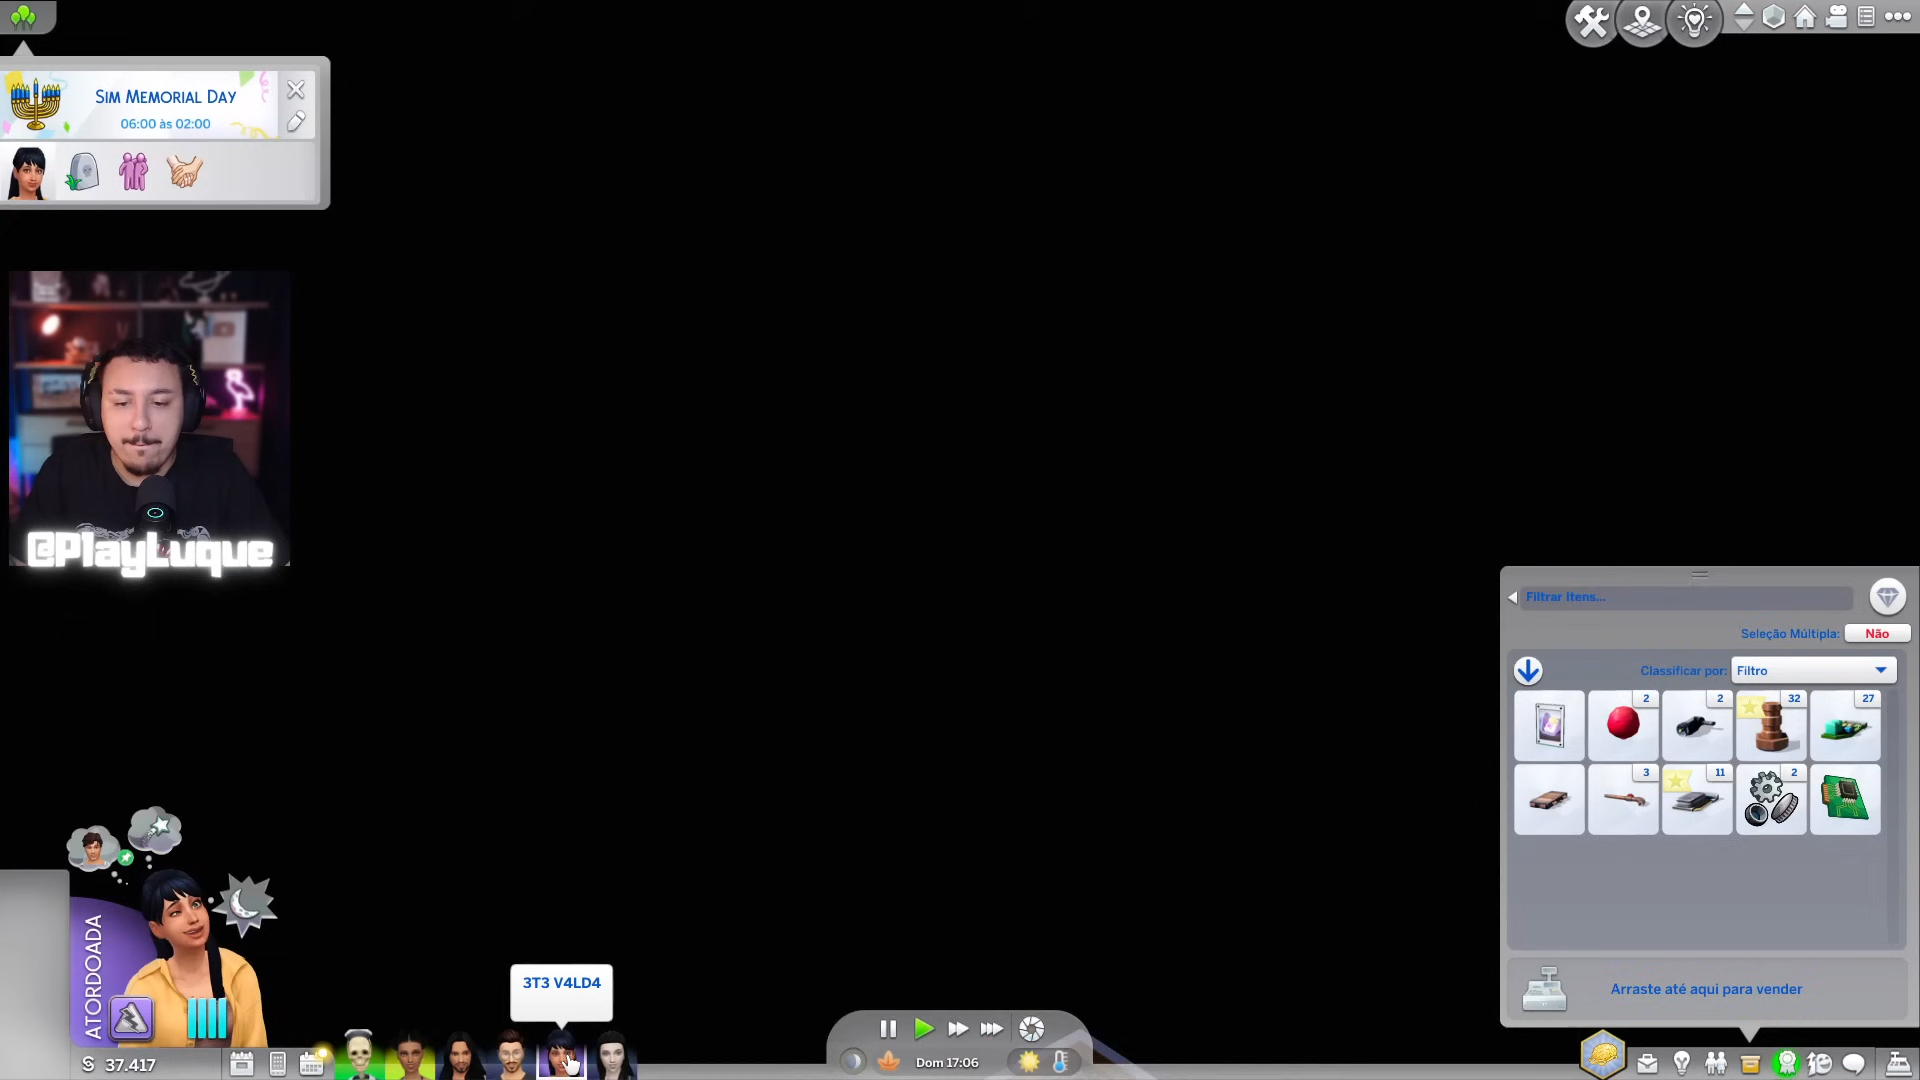 SIM MEMORIAL DAY
06:00 às 02:00
@PlayLuque
Filtrar Itens...
Seleção Múltipla: Não
Classificar por: Filtro
2
2
32
27
3
11
2
Arraste até aqui para vender
ATORDOADA
3T3 V4LD4
37.417
Dom 17:06